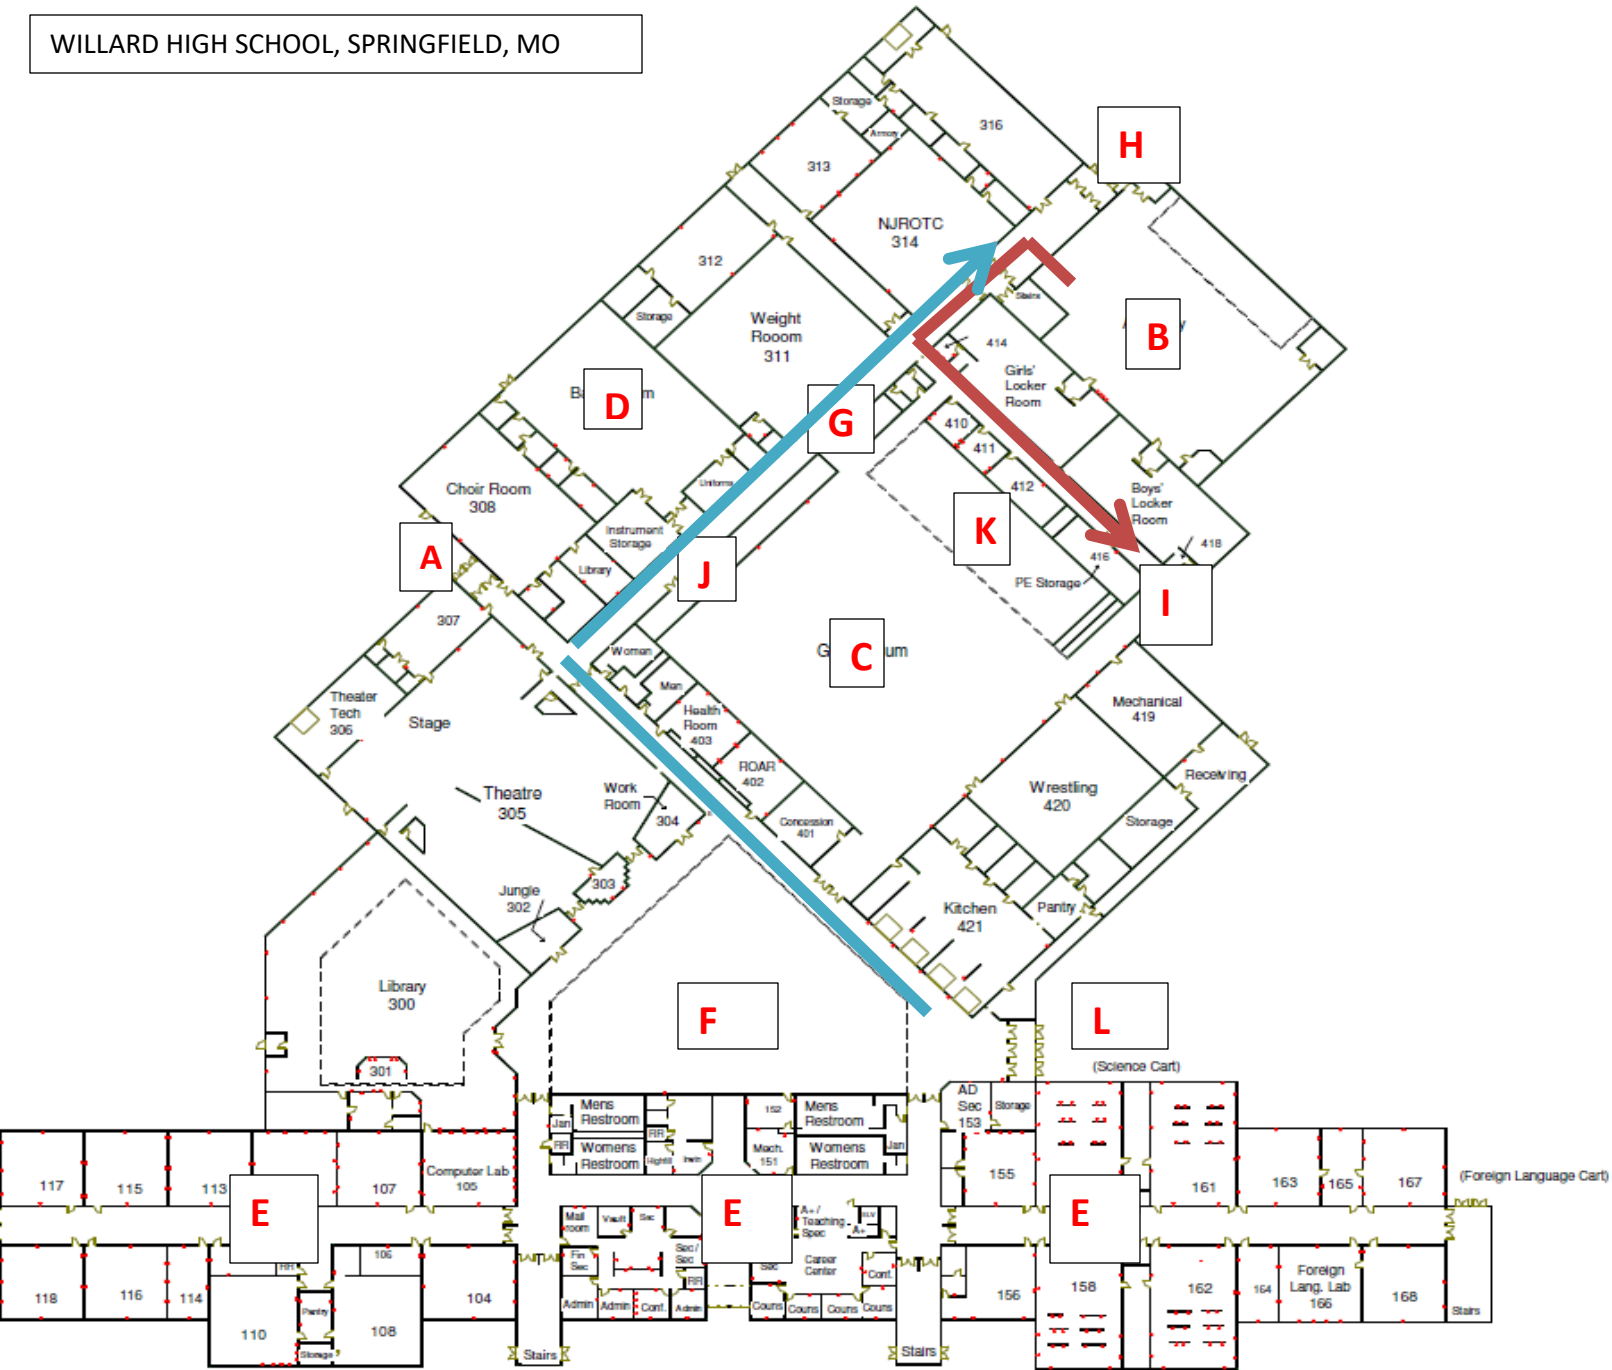 WILLARD HIGH SCHOOL, SPRINGFIELD, MO
316
H
Storage
Armory
313
NJROTC
314
312
Storage
Weight
Rooom
311
Stairs
B
414
Girls'
Locker
Room
D
G
410
411
412
Choir Room
308
Uniforms
Instrument
Storage
Library
K
Boys'
Locker
Room
418
416
PE Storage
A
J
I
307
Women
Men
C
Health
Room
403
ROAR
402
Concession
401
Theater
Tech
306
Stage
Theatre
305
Work
Room
304
303
Jungle
302
Mechanical
419
Receiving
Wrestling
420
Storage
Kitchen
421
Pantry
Library
300
301
F
L
(Science Cart)
Mens
Restroom
Jan
RR
Womens
Restroom
RR
Highfill
Irwin
152
Mech.
151
Mens
Restroom
Womens
Restroom
Jan
AD
Sec
153
Storage
155
161
163
165
167
(Foreign Language Cart)
117
115
113
107
Computer Lab
105
E
E
E
Mail
room
Vault
Sec
Fin
Sec
Sec /
Sec
RR
Admin
Admin
Conf.
Admin
A+ /
Teaching
Spec
A+
Career
Center
Sec
Conf.
Couns
Couns
Couns
Couns
118
116
114
RR
106
110
Pantry
Storage
108
104
Stairs
Stairs
156
158
162
164
Foreign
Lang. Lab
166
168
Stairs